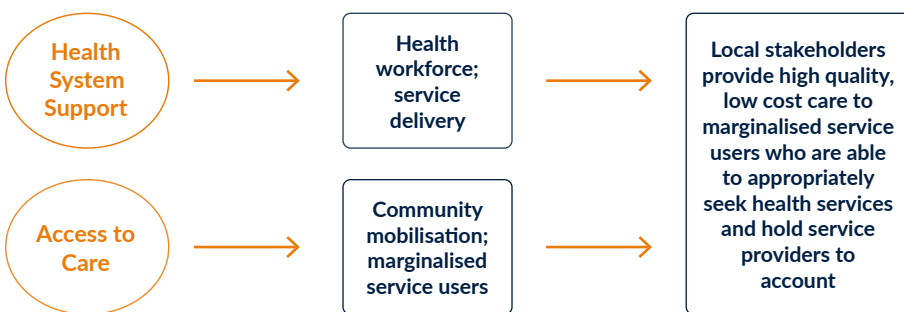 Health
System
Support
Health
workforce;
service
delivery
Local stakeholders
provide high quality,
low cost care to
marginalised service
users who are able
to appropriately
seek health services
and hold service
providers to
account
Access to
Care
Community
mobilisation;
marginalised
service users